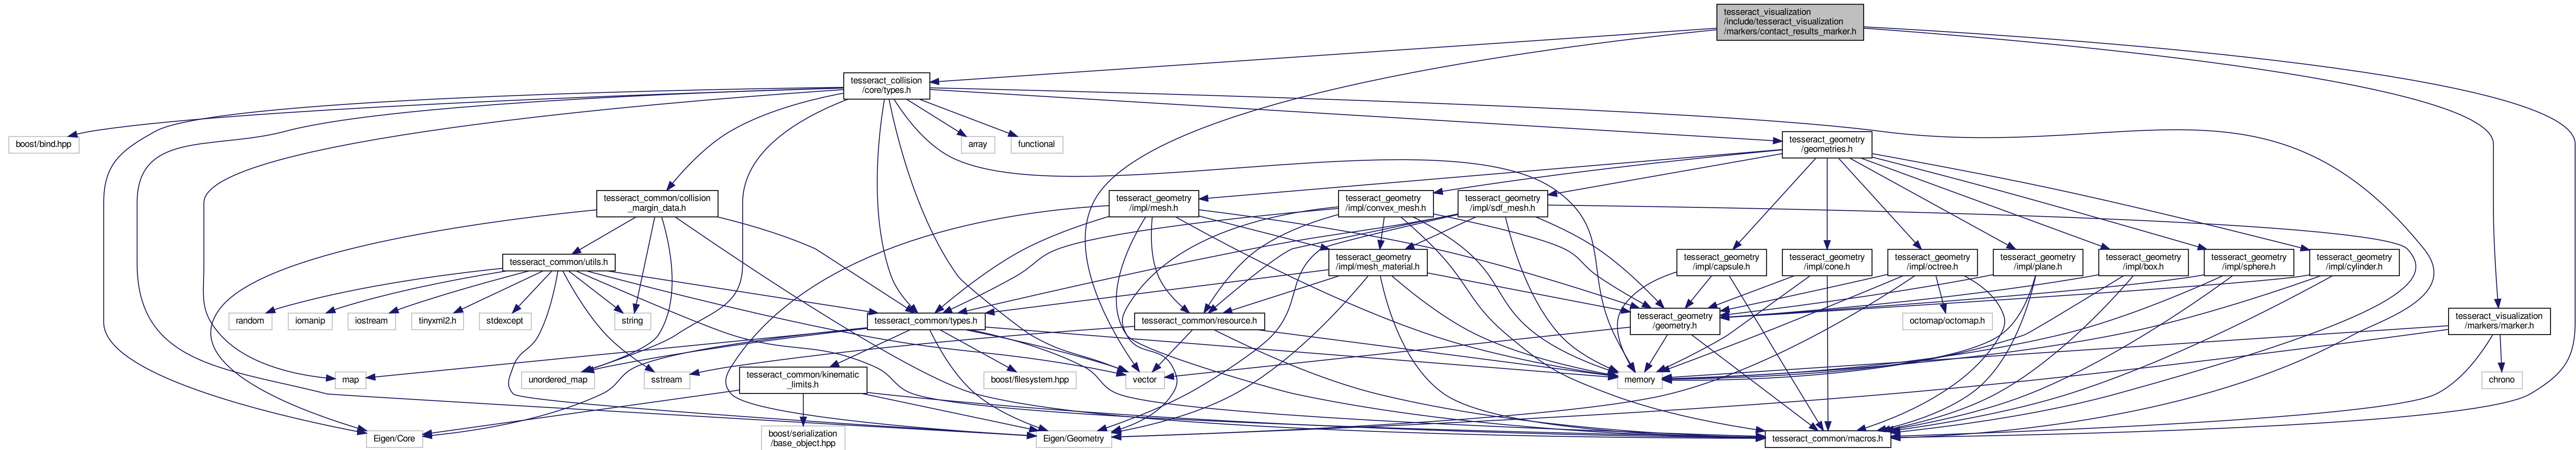 tesseract_visualization
/include/tesseract_visualization
/markers/contact_results_marker.h
tesseract_collision
/core/types.h
boost/bind.hpp
array
functional
tesseract_geometry
/geometries.h
tesseract_common/collision
_margin_data.h
tesseract_geometry
/impl/mesh.h
tesseract_geometry
/impl/convex_mesh.h
tesseract_geometry
/impl/sdf_mesh.h
tesseract_common/utils.h
tesseract_geometry
/impl/mesh_material.h
tesseract_geometry
/impl/capsule.h
tesseract_geometry
/impl/cone.h
tesseract_geometry
/impl/octree.h
tesseract_geometry
/impl/plane.h
tesseract_geometry
/impl/box.h
tesseract_geometry
/impl/sphere.h
tesseract_geometry
/impl/cylinder.h
random
iomanip
iostream
tinyxml2.h
stdexcept
string
tesseract_common/types.h
tesseract_common/resource.h
tesseract_geometry
/geometry.h
octomap/octomap.h
tesseract_visualization
/markers/marker.h
map
unordered_map
sstream
tesseract_common/kinematic
_limits.h
boost/filesystem.hpp
vector
memory
chrono
Eigen/Core
boost/serialization
/base_object.hpp
Eigen/Geometry
tesseract_common/macros.h